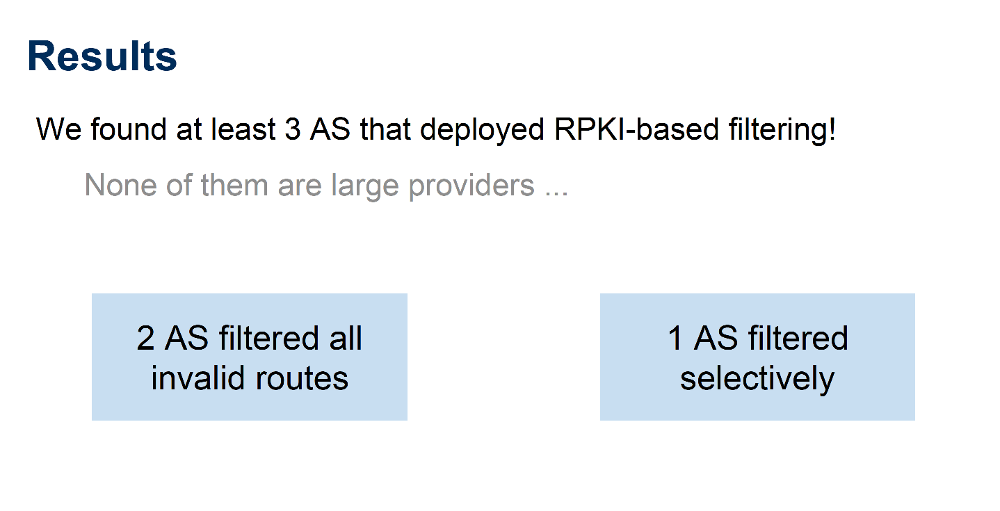 Results
We found at least 3 AS that deployed RPKI-based filtering!
None of them are large providers ...
2 AS filtered all
invalid routes
1 AS filtered
selectively